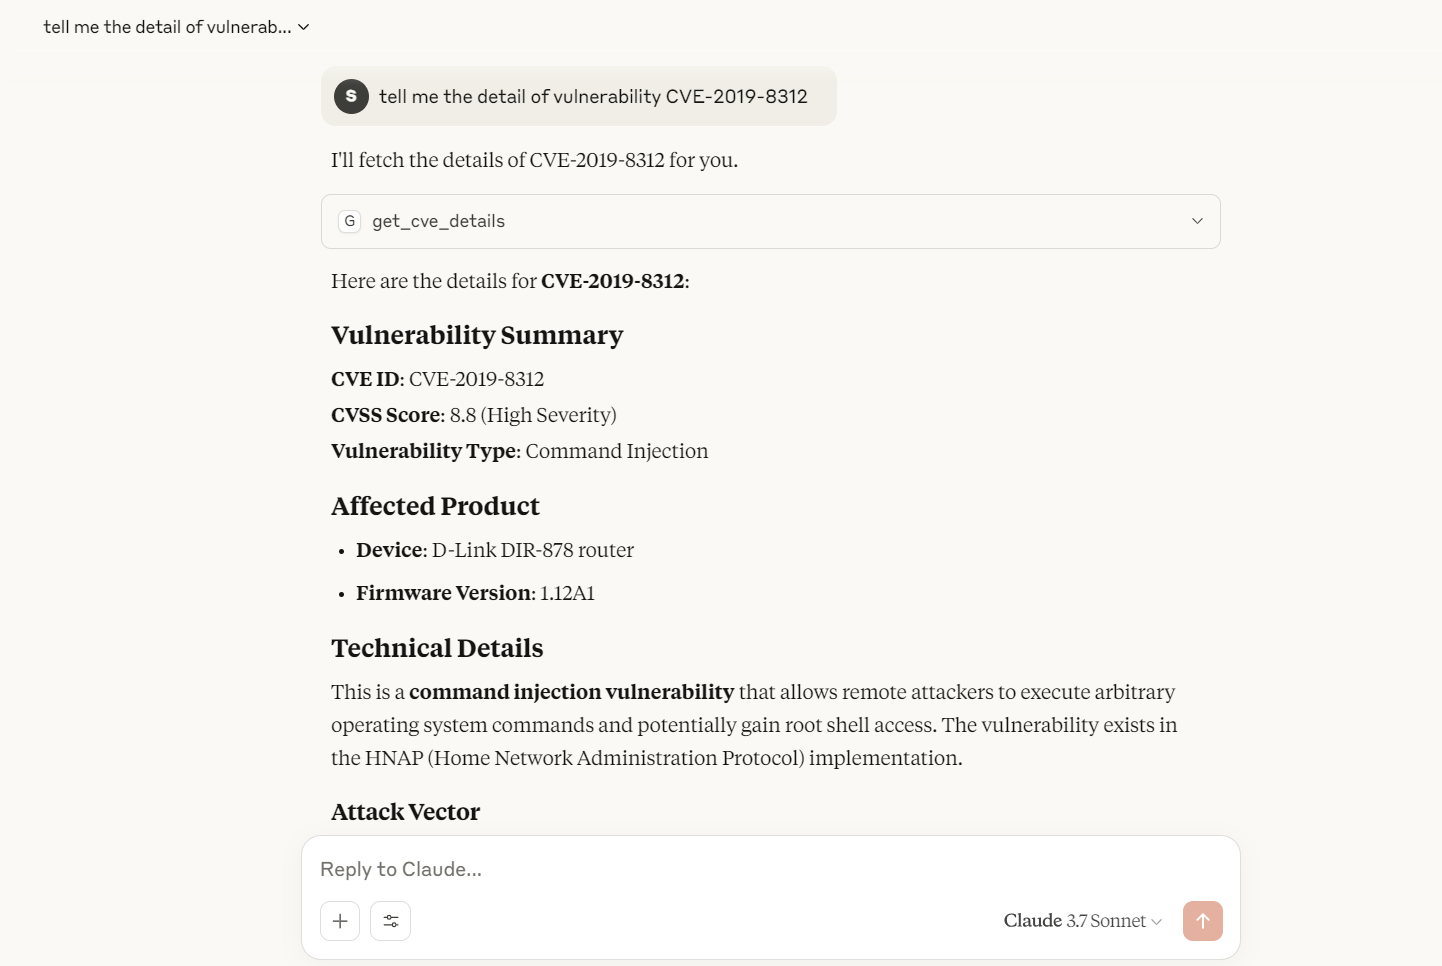 tell me the detail of vulnerab...
S
tell me the detail of vulnerability CVE-2019-8312
I'll fetch the details of CVE-2019-8312 for you.
G get_cve_details
Here are the details for CVE-2019-8312:
Vulnerability Summary
CVE ID: CVE-2019-8312
CVSS Score: 8.8 (High Severity)
Vulnerability Type: Command Injection
Affected Product
• Device: D-Link DIR-878 router
• Firmware Version: 1.12A1
Technical Details
This is a command injection vulnerability that allows remote attackers to execute arbitrary
operating system commands and potentially gain root shell access. The vulnerability exists in
the HNAP (Home Network Administration Protocol) implementation.
Attack Vector
Reply to Claude...
Claude 3.7 Sonnet